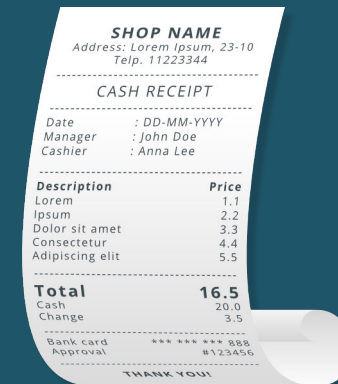 SHOP NAME
Address: Lorem Ipsum, 23-10
Telp. 11223344
CASH RECEIPT
Date : DD-MM-YYYY
Manager : John Doe
Cashier : Anna Lee
Description Price
Lorem 1.1
Ipsum 2.2
Dolor sit amet 3.3
Consectetur 4.4
Adipiscing elit 5.5
Total 16.5
Cash 20.0
Change 3.5
Bank card *** *** *** 888
Approval #123456
THANK YOU!